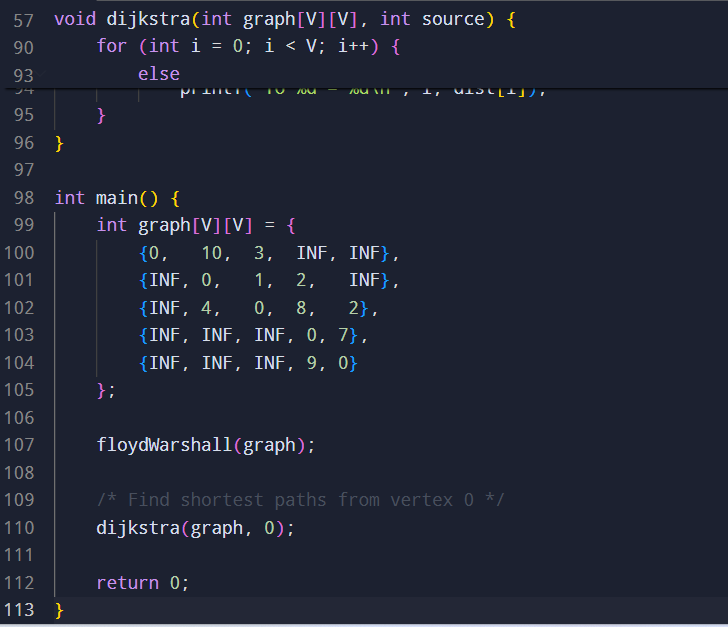 57 void dijkstra(int graph[V][V], int source) {
90     for (int i = 0; i < V; i++) {
93         else
94             printf("To %d = %d\n", i, dist[i]);
95     }
96 }
97
98 int main() {
99     int graph[V][V] = {
100         {0,   10,  3,  INF, INF},
101         {INF, 0,   1,  2,   INF},
102         {INF, 4,   0,  8,   2},
103         {INF, INF, INF, 0, 7},
104         {INF, INF, INF, 9, 0}
105     };
106
107     floydWarshall(graph);
108
109     /* Find shortest paths from vertex 0 */
110     dijkstra(graph, 0);
111
112     return 0;
113 }